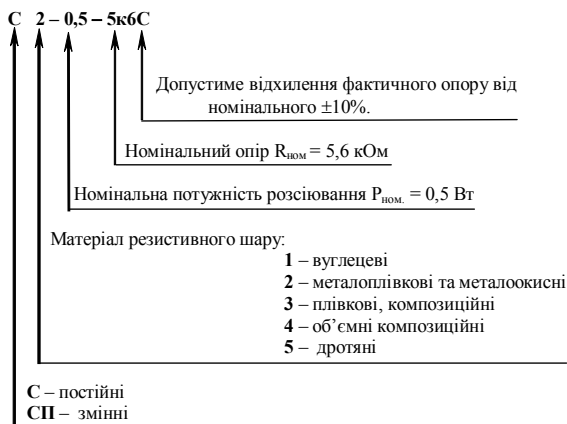 С 2 – 0,5 – 5к6С
Допустиме відхилення фактичного опору від
номінального ±10%.
Номінальний опір Rном = 5,6 кОм
Номінальна потужність розсіювання Рном. = 0,5 Вт
Матеріал резистивного шару:
1 – вуглецеві
2 – металоплівкові та металоокисні
3 – плівкові, композиційні
4 – об’ємні композиційні
5 – дротяні
С – постійні
СП – змінні